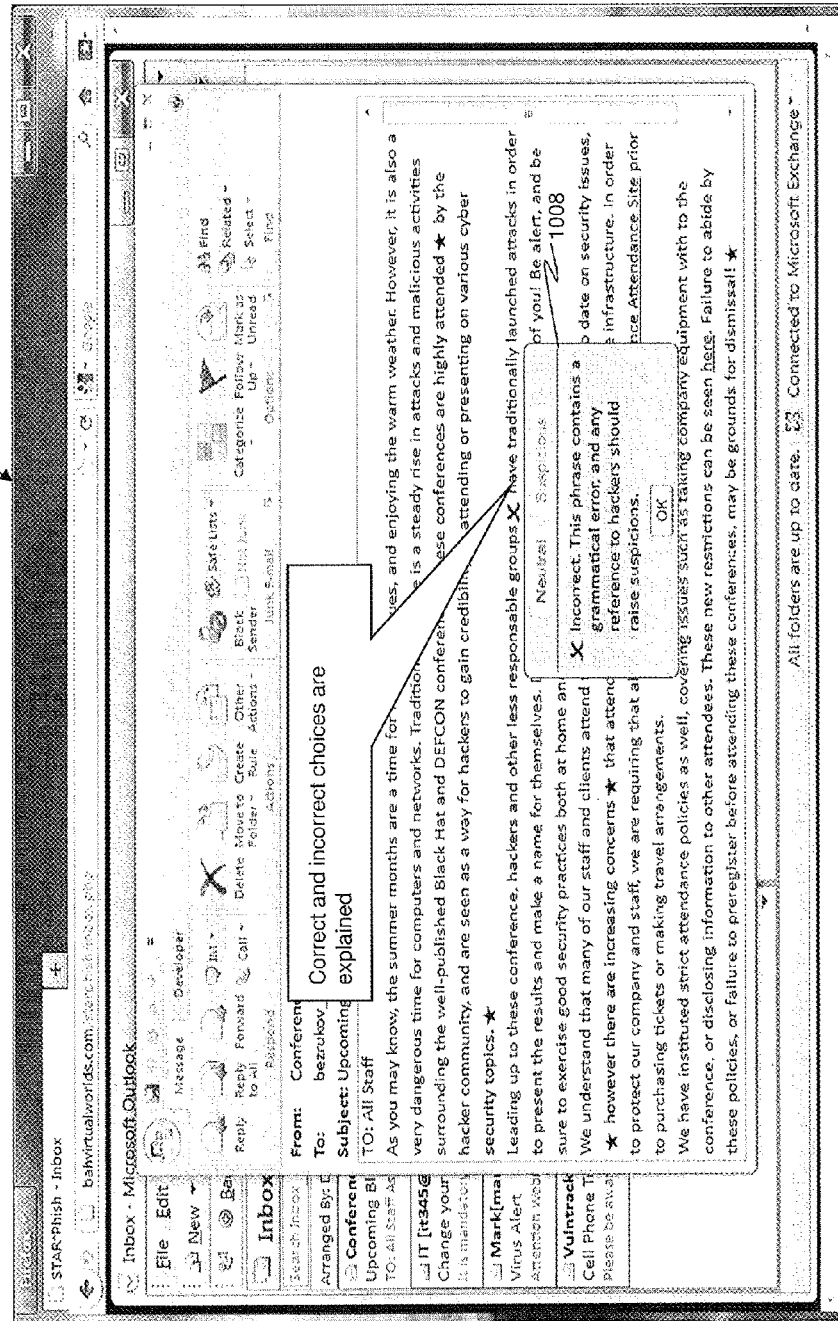 STAR*Phish - Inbox
bahvirtualworlds.com
Inbox - Microsoft Outlook
File Edit
New
Inbox
Search Inbox
Arranged By:
Conferenc
Upcoming Bl
TO: All Staff As
IT [it345@
Change your
It is mandatory
Mark[mai
Virus Alert
Attention Webl
Vulntrack
Cell Phone T
Please be awar
Message Developer
Reply Reply to All Forward Call
Respond
Delete Move to Folder Create Rule Other Actions
Actions
Block Sender Safe Lists Not Junk
Junk E-mail
Categorize Follow Up Mark as Unread
Options
Find Related Select
Find
From: Conferenc
To: bezrukov_
Subject: Upcoming
Correct and incorrect choices are
explained
TO: All Staff
As you may know, the summer months are a time for ues, and enjoying the warm weather. However, it is also a
very dangerous time for computers and networks. Tradition e is a steady rise in attacks and malicious activities
surrounding the well-published Black Hat and DEFCON conferenc ese conferences are highly attended ★ by the
hacker community, and are seen as a way for hackers to gain credibili attending or presenting on various cyber
security topics. ★
Leading up to these conference, hackers and other less responsable groups X have traditionally launched attacks in order
to present the results and make a name for themselves. of you! Be alert, and be
sure to exercise good security practices both at home an
1008
We understand that many of our staff and clients attend o date on security issues,
★ however there are increasing concerns ★ that attenc e infrastructure. In order
to protect our company and staff, we are requiring that al nce Attendance Site prior
to purchasing tickets or making travel arrangements.
Neutral Suspicious
X Incorrect. This phrase contains a
grammatical error, and any
reference to hackers should
raise suspicions.
OK
We have instituted strict attendance policies as well, covering issues such as taking company equipment with to the
conference, or disclosing information to other attendees. These new restrictions can be seen here. Failure to abide by
these policies, or failure to preregister before attending these conferences, may be grounds for dismissal! ★
All folders are up to date. Connected to Microsoft Exchange